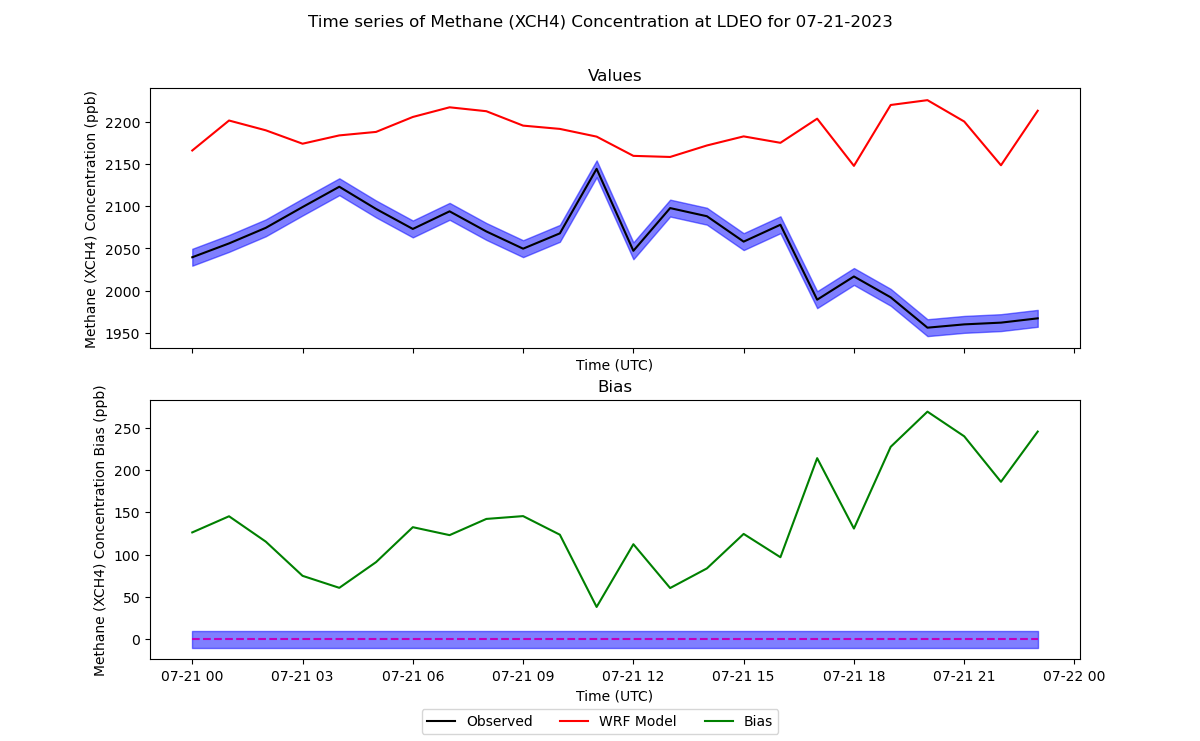 Time series of Methane (XCH4) Concentration at LDEO for 07-21-2023
Values
Methane (XCH4) Concentration (ppb)
2200
2150
2100
2050
2000
1950
Time (UTC)
Bias
Methane (XCH4) Concentration Bias (ppb)
250
200
150
100
50
0
07-21 00 07-21 03 07-21 06 07-21 09 07-21 12 07-21 15 07-21 18 07-21 21 07-22 00
Time (UTC)
Observed WRF Model Bias